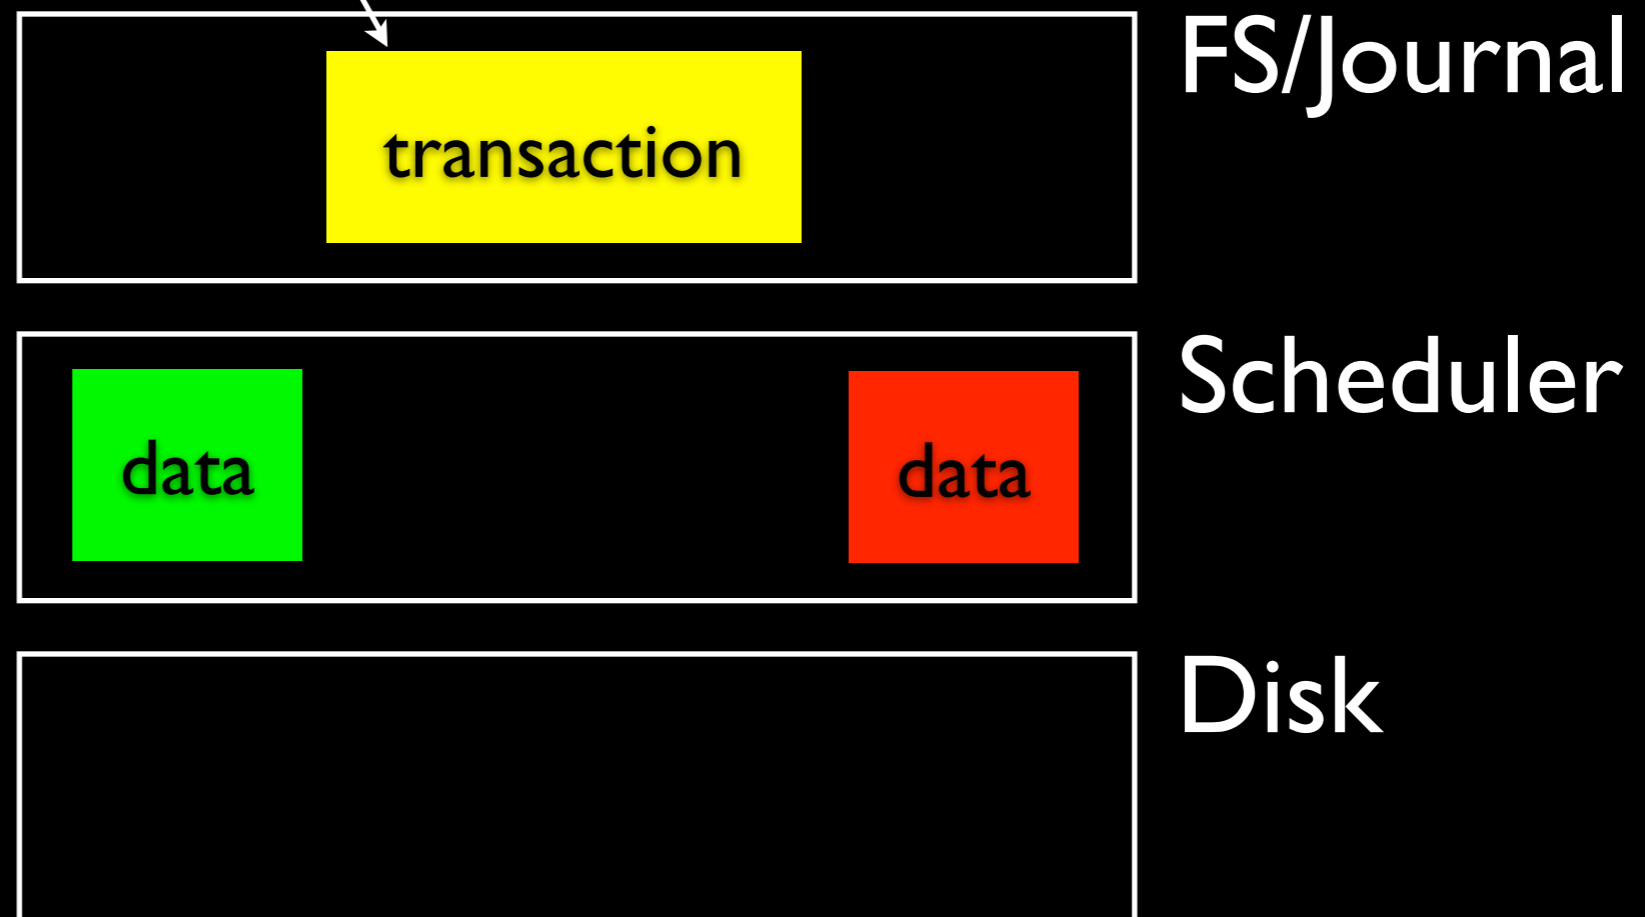 FS/Journal
transaction
Scheduler
data
data
Disk